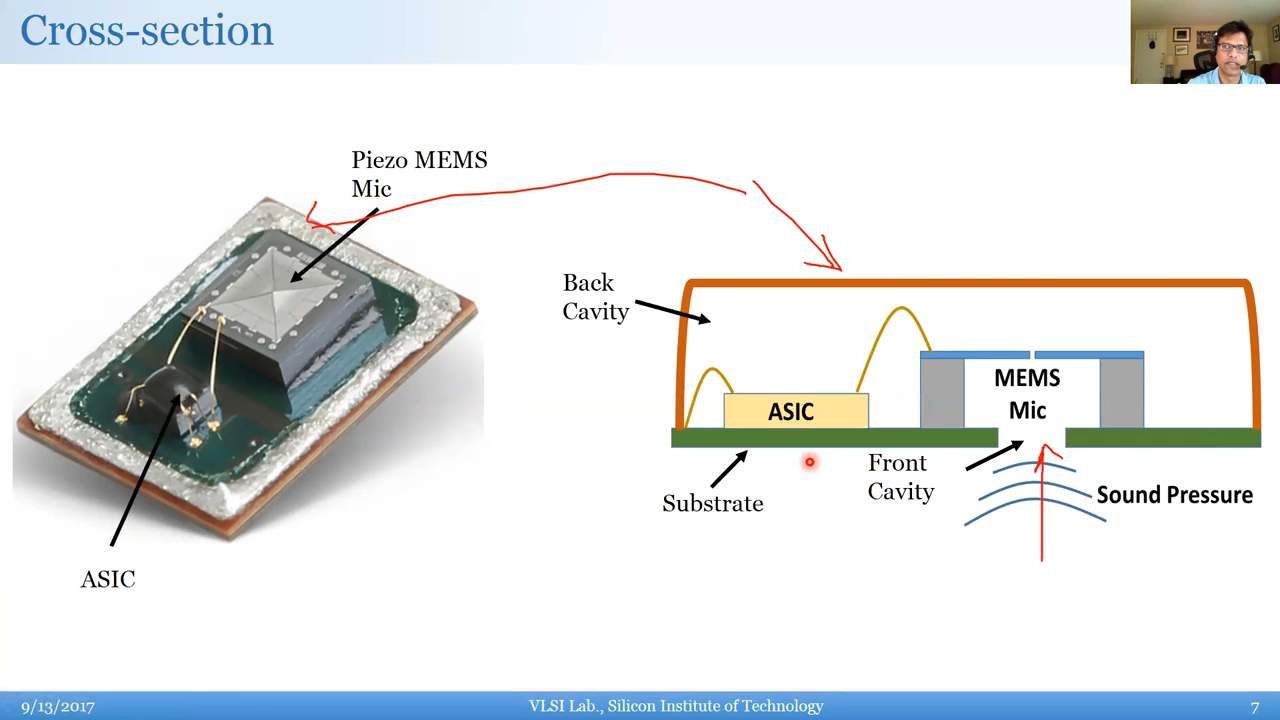 Cross-section
Piezo MEMS
Mic
ASIC
Back
Cavity
ASIC
MEMS
Mic
Substrate
Front
Cavity
Sound Pressure
9/13/2017
VLSI Lab., Silicon Institute of Technology
7